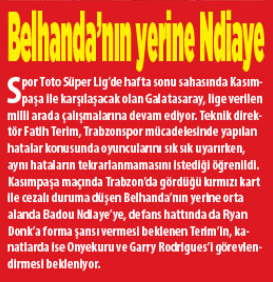 Belhanda'nın yerine Ndiaye
Spor Toto Süper Lig'de hafta sonu sahasında Kasım-
paşa ile karşılaşacak olan Galatasaray, lige verilen
milli arada çalışmalarına devam ediyor. Teknik direk-
tör Fatih Terim, Trabzonspor mücadelesinde yapılan
hatalar konusunda oyuncularını sık sık uyarırken,
aynı hataların tekrarlanmamasını istediği öğrenildi.
Kasımpaşa maçında Trabzon'da gördüğü kırmızı kart
ile cezalı duruma düşen Belhanda'nın yerine orta
alanda Badou Ndiaye'ye, defans hattında da Ryan
Donk'a forma şansı vermesi beklenen Terim'in, ka-
natlarda ise Onyekuru ve Garry Rodrigues'i görevlen-
dirmesi bekleniyor.